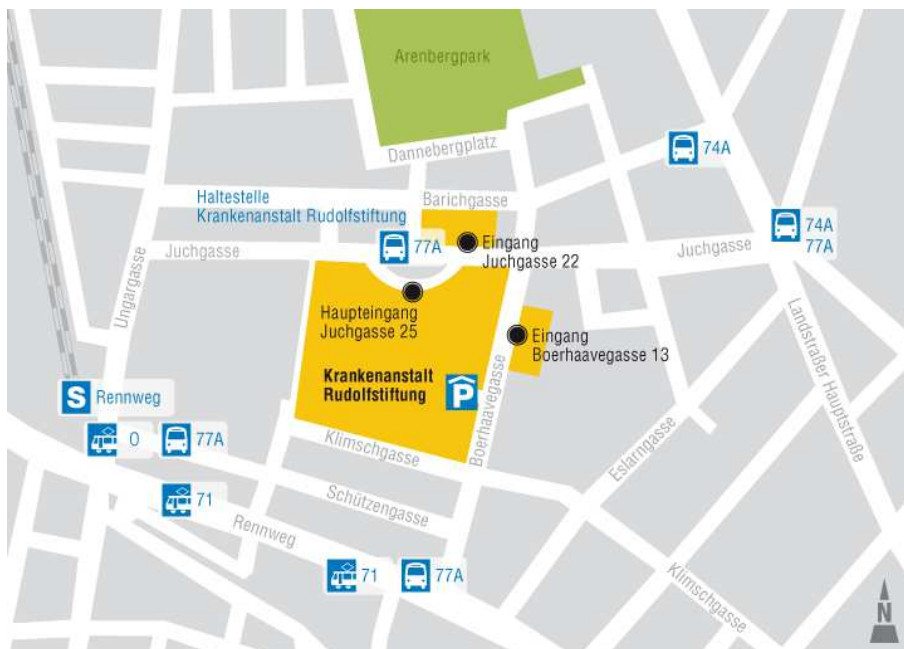 Arenbergpark
Dannebergplatz
74A
Haltestelle
Krankenanstalt Rudolfstiftung
Barichgasse
74A
77A
Juchgasse
77A
Eingang
Juchgasse 22
Juchgasse
Ungargasse
Haupteingang
Juchgasse 25
Eingang
Boerhaavegasse 13
Landstraßer Hauptstraße
Krankenanstalt
Rudolfstiftung
P
Boerhaavegasse
S Rennweg
O
77A
Klimschgasse
Eslarngasse
71
Schützengasse
Rennweg
71
77A
Klimschgasse
N